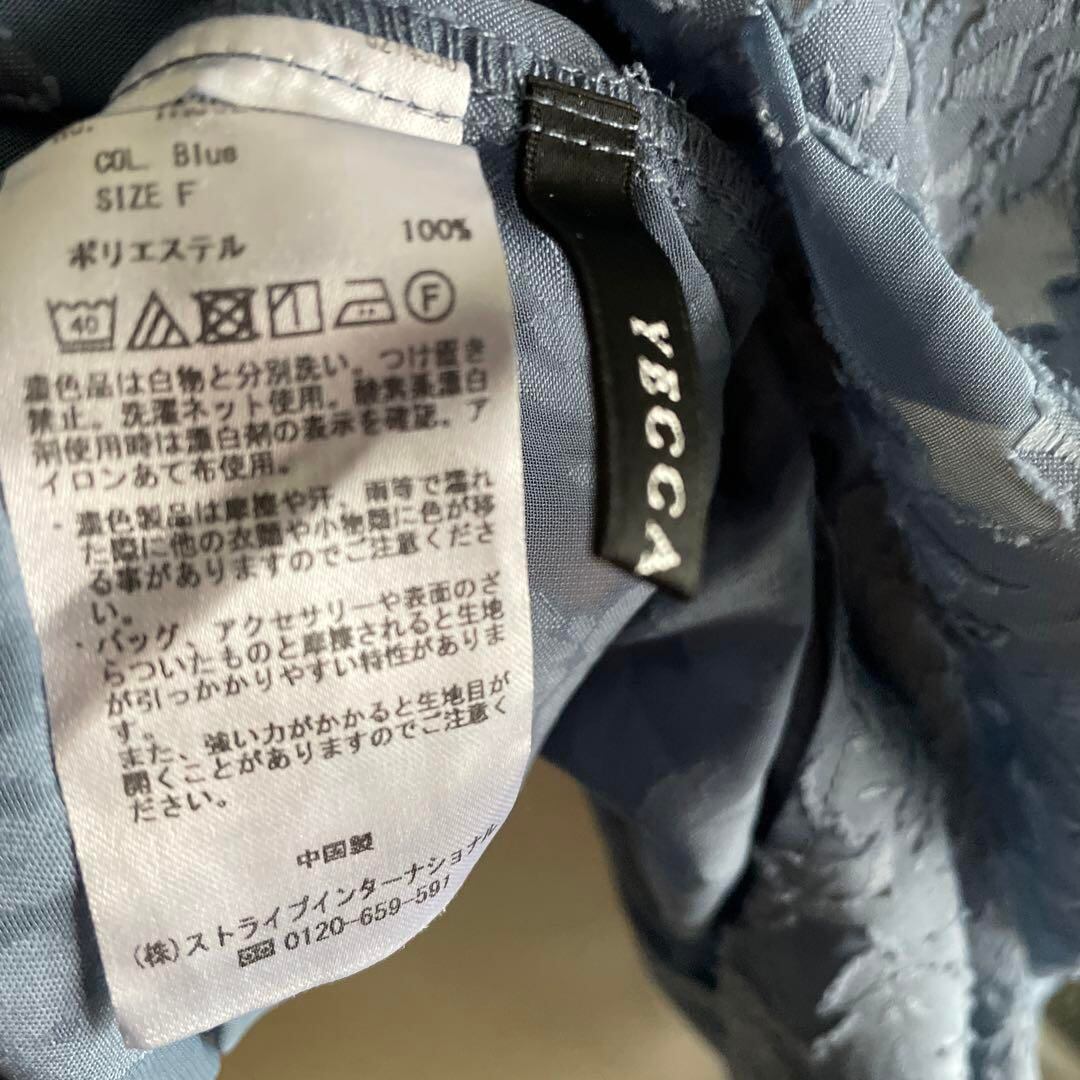 COL. Blue
SIZE F
ポリエステル 100%
40
F
濃色品は白物と分別洗い。つけ置き
禁止。洗濯ネット使用。酸素系漂白
剤使用時は漂白剤の表示を確認。ア
イロンあて布使用。
・濃色製品は摩擦や汗、雨等で濡れ
た際に他の衣類や小物類に色が移
る事がありますのでご注意くださ
い。
・バッグ、アクセサリーや表面のざ
らついたものと摩擦されると生地
が引っかかりやすい特性がありま
す。
また、強い力がかかると生地目が
開くことがありますのでご注意く
ださい。
中国製
(株)ストライプインターナショナル
0120-659-591
YECCA